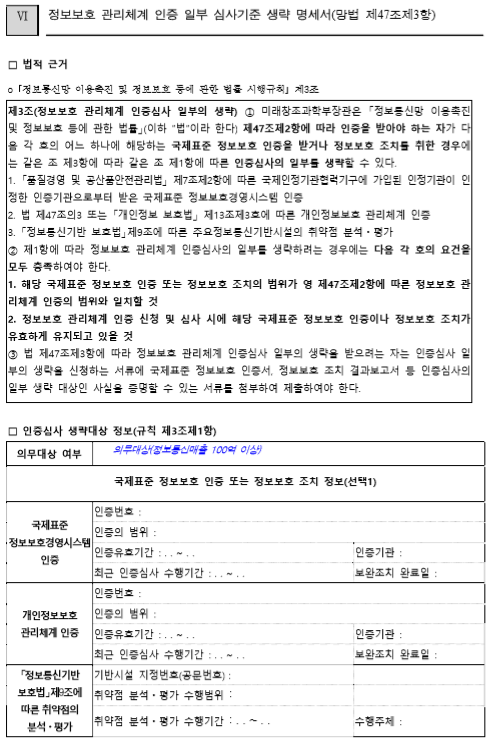 Ⅵ 정보보호 관리체계 인증 일부 심사기준 생략 명세서(망법 제47조제3항)
□ 법적 근거
ㅇ「정보통신망 이용촉진 및 정보보호 등에 관한 법률 시행규칙」 제3조
제3조(정보보호 관리체계 인증심사 일부의 생략) ① 미래창조과학부장관은 「정보통신망 이용촉진
및 정보보호 등에 관한 법률」(이하 "법"이라 한다) 제47조제2항에 따라 인증을 받아야 하는 자가 다
음 각 호의 어느 하나에 해당하는 국제표준 정보보호 인증을 받거나 정보보호 조치를 취한 경우에
는 같은 조 제3항에 따라 같은 조 제1항에 따른 인증심사의 일부를 생략할 수 있다.
1. 「품질경영 및 공산품안전관리법」 제7조제2항에 따른 국제인정기관협력기구에 가입된 인정기관이 인
정한 인증기관으로부터 받은 국제표준 정보보호경영시스템 인증
2. 법 제47조의3 또는 「개인정보 보호법」 제13조제3호에 따른 개인정보보호 관리체계 인증
3. 「정보통신기반 보호법」제9조에 따른 주요정보통신기반시설의 취약점 분석·평가
② 제1항에 따라 정보보호 관리체계 인증심사의 일부를 생략하려는 경우에는 다음 각 호의 요건을
모두 충족하여야 한다.
1. 해당 국제표준 정보보호 인증 또는 정보보호 조치의 범위가 영 제47조제2항에 따른 정보보호 관
리체계 인증의 범위와 일치할 것
2. 정보보호 관리체계 인증 신청 및 심사 시에 해당 국제표준 정보보호 인증이나 정보보호 조치가
유효하게 유지되고 있을 것
③ 법 제47조제3항에 따라 정보보호 관리체계 인증심사 일부의 생략을 받으려는 자는 인증심사 일
부의 생략을 신청하는 서류에 국제표준 정보보호 인증서, 정보보호 조치 결과보고서 등 인증심사의
일부 생략 대상인 사실을 증명할 수 있는 서류를 첨부하여 제출하여야 한다.
□ 인증심사 생략대상 정보(규칙 제3조제1항)
의무대상 여부 의무대상(정보통신매출 100억 이상)
국제표준 정보보호 인증 또는 정보보호 조치 정보(선택1)
국제표준
정보보호경영시스템
인증
인증번호 :
인증의 범위 :
인증유효기간 : . . ~ . . 인증기관 :
최근 인증심사 수행기간 : . . ~ . . 보완조치 완료일 :
개인정보보호
관리체계 인증
인증번호 :
인증의 범위 :
인증유효기간 : . . ~ . . 인증기관 :
최근 인증심사 수행기간 : . . ~ . . 보완조치 완료일 :
「정보통신기반
보호법」제9조에
따른 취약점의
분석·평가
기반시설 지정번호(공문번호) :
취약점 분석·평가 수행범위 :
취약점 분석·평가 수행기간 : . . ~ . . 수행주체 :